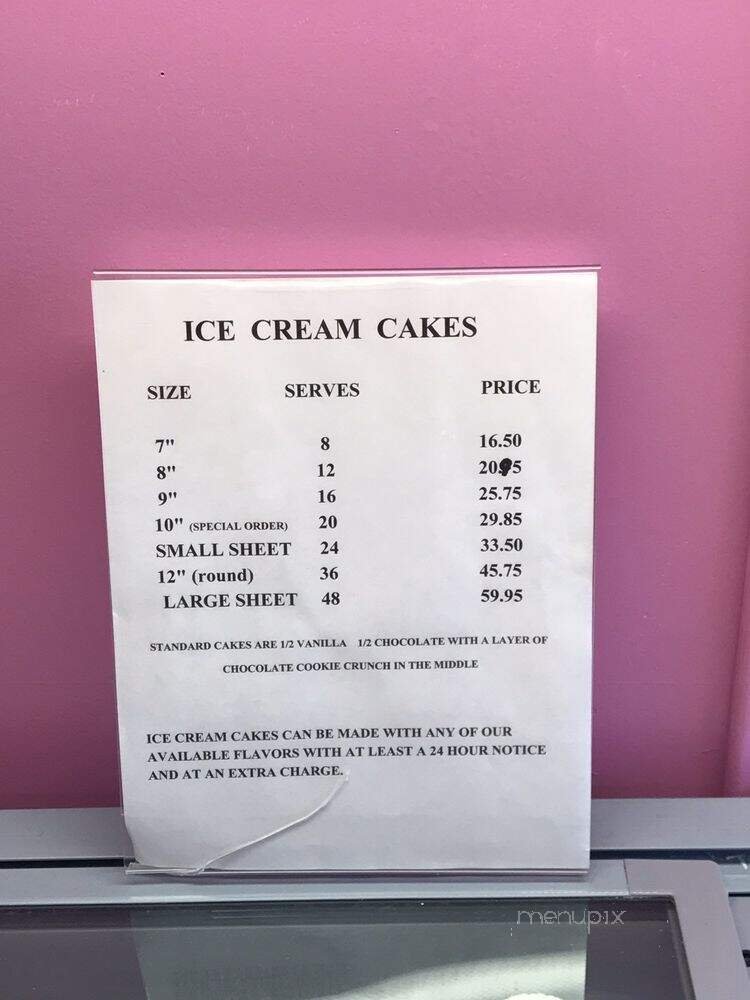 ICE CREAM CAKES
SIZE SERVES PRICE
7" 8 16.50
8" 12 20.95
9" 16 25.75
10" (SPECIAL ORDER) 20 29.85
SMALL SHEET 24 33.50
12" (round) 36 45.75
LARGE SHEET 48 59.95
STANDARD CAKES ARE 1/2 VANILLA 1/2 CHOCOLATE WITH A LAYER OF
CHOCOLATE COOKIE CRUNCH IN THE MIDDLE
ICE CREAM CAKES CAN BE MADE WITH ANY OF OUR
AVAILABLE FLAVORS WITH AT LEAST A 24 HOUR NOTICE
AND AT AN EXTRA CHARGE.
menupix